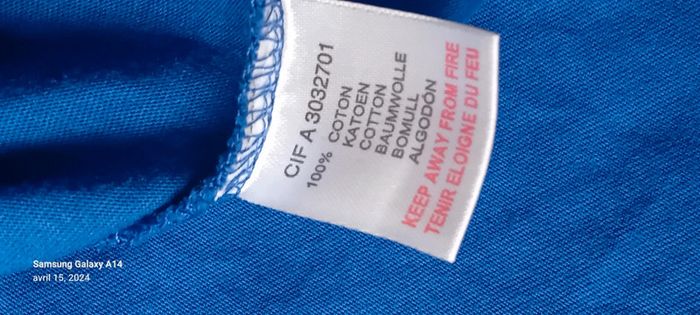 CIF A 3032701
100% COTON
KATOEN
COTTON
BAUMWOLLE
BOMULL
ALGODÓN
KEEP AWAY FROM FIRE
TENIR ELOIGNE DU FEU
Samsung Galaxy A14
avril 15, 2024